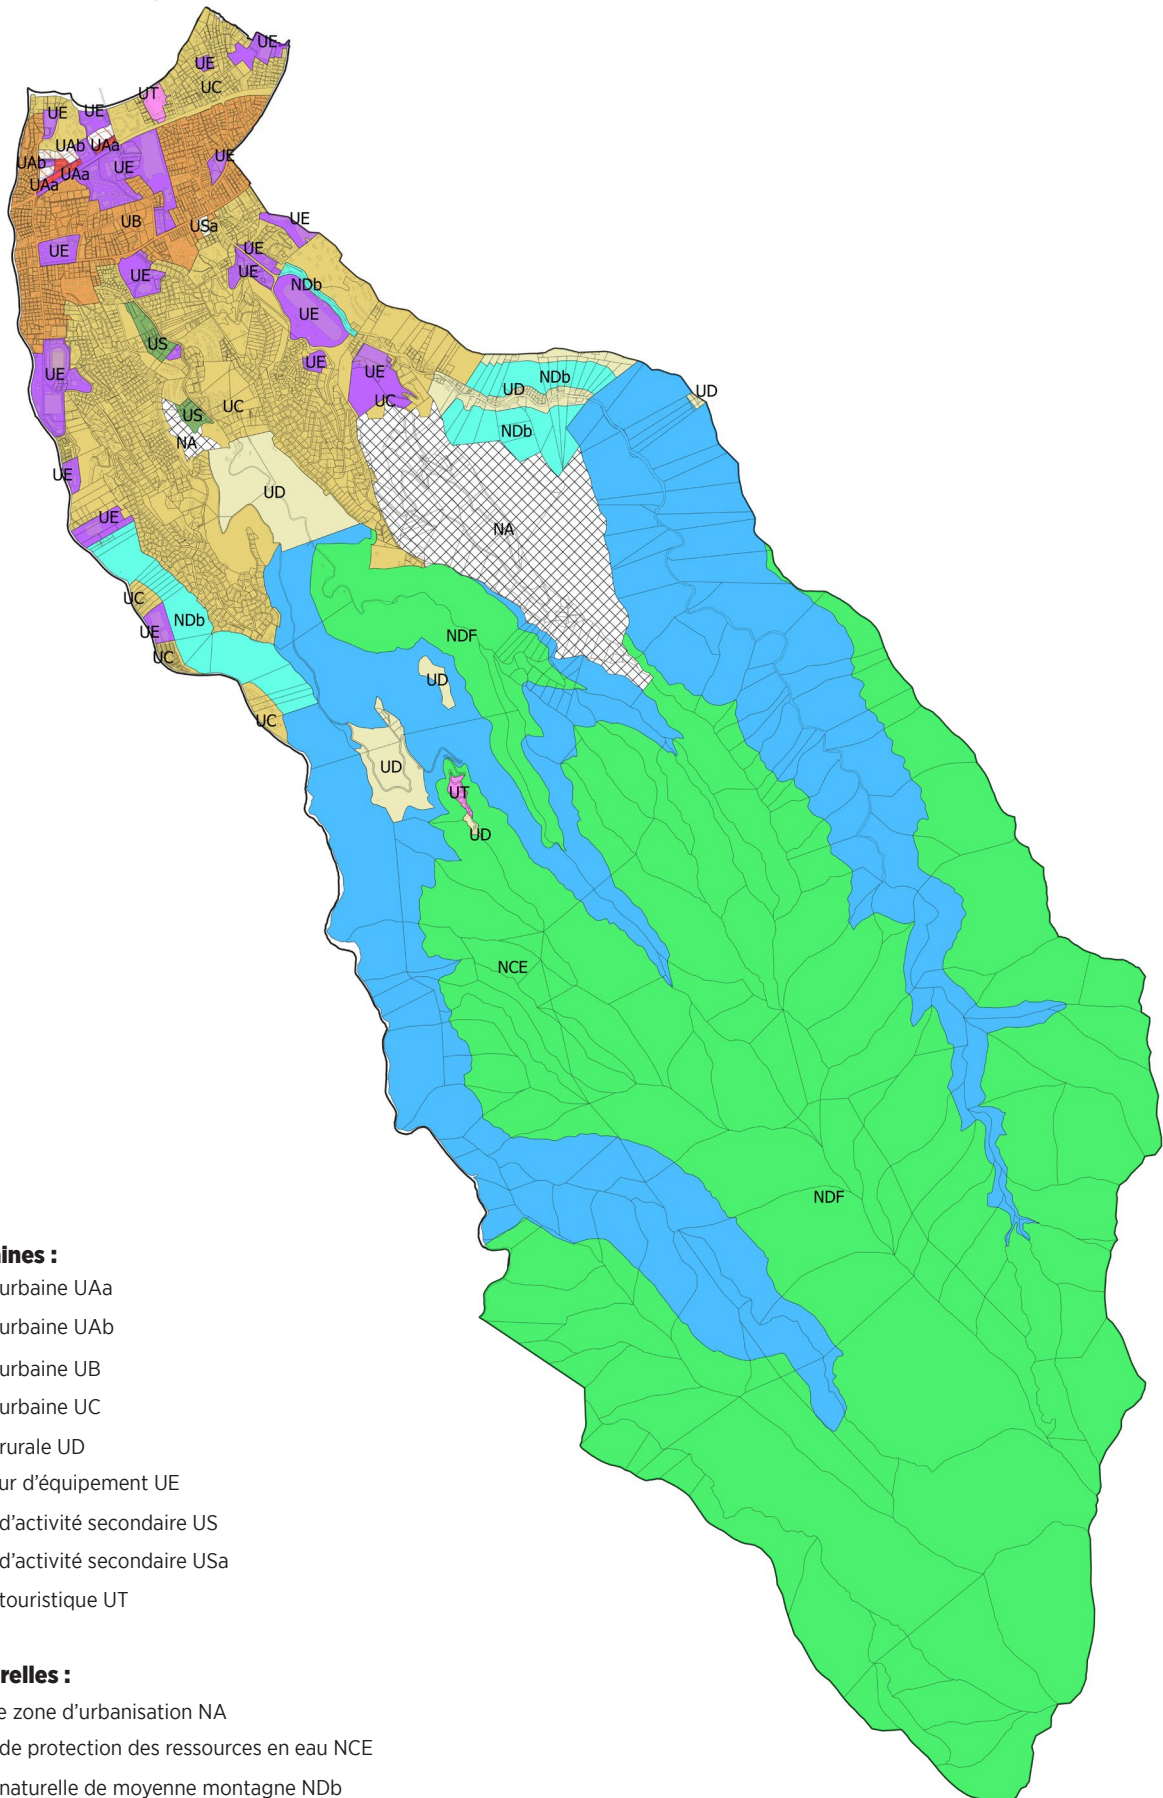 UE
UE
UC
UT
UE
UE
UAb
UAa
UAb
UAa
UAa
UE
UE
UB
USa
UE
UE
UE
UE
UE
NDb
UE
US
UE
UE
UE
UC
NDb
UD
UD
US
UC
NDb
NA
UE
UD
UE
NA
UC
NDb
UE
UC
NDF
UD
UC
UD
UT
UD
NCE
NDF
ines :
urbaine UAa
urbaine UAb
urbaine UB
urbaine UC
rurale UD
ur d’équipement UE
d’activité secondaire US
d’activité secondaire USa
touristique UT
relles :
e zone d’urbanisation NA
de protection des ressources en eau NCE
naturelle de moyenne montagne NDb